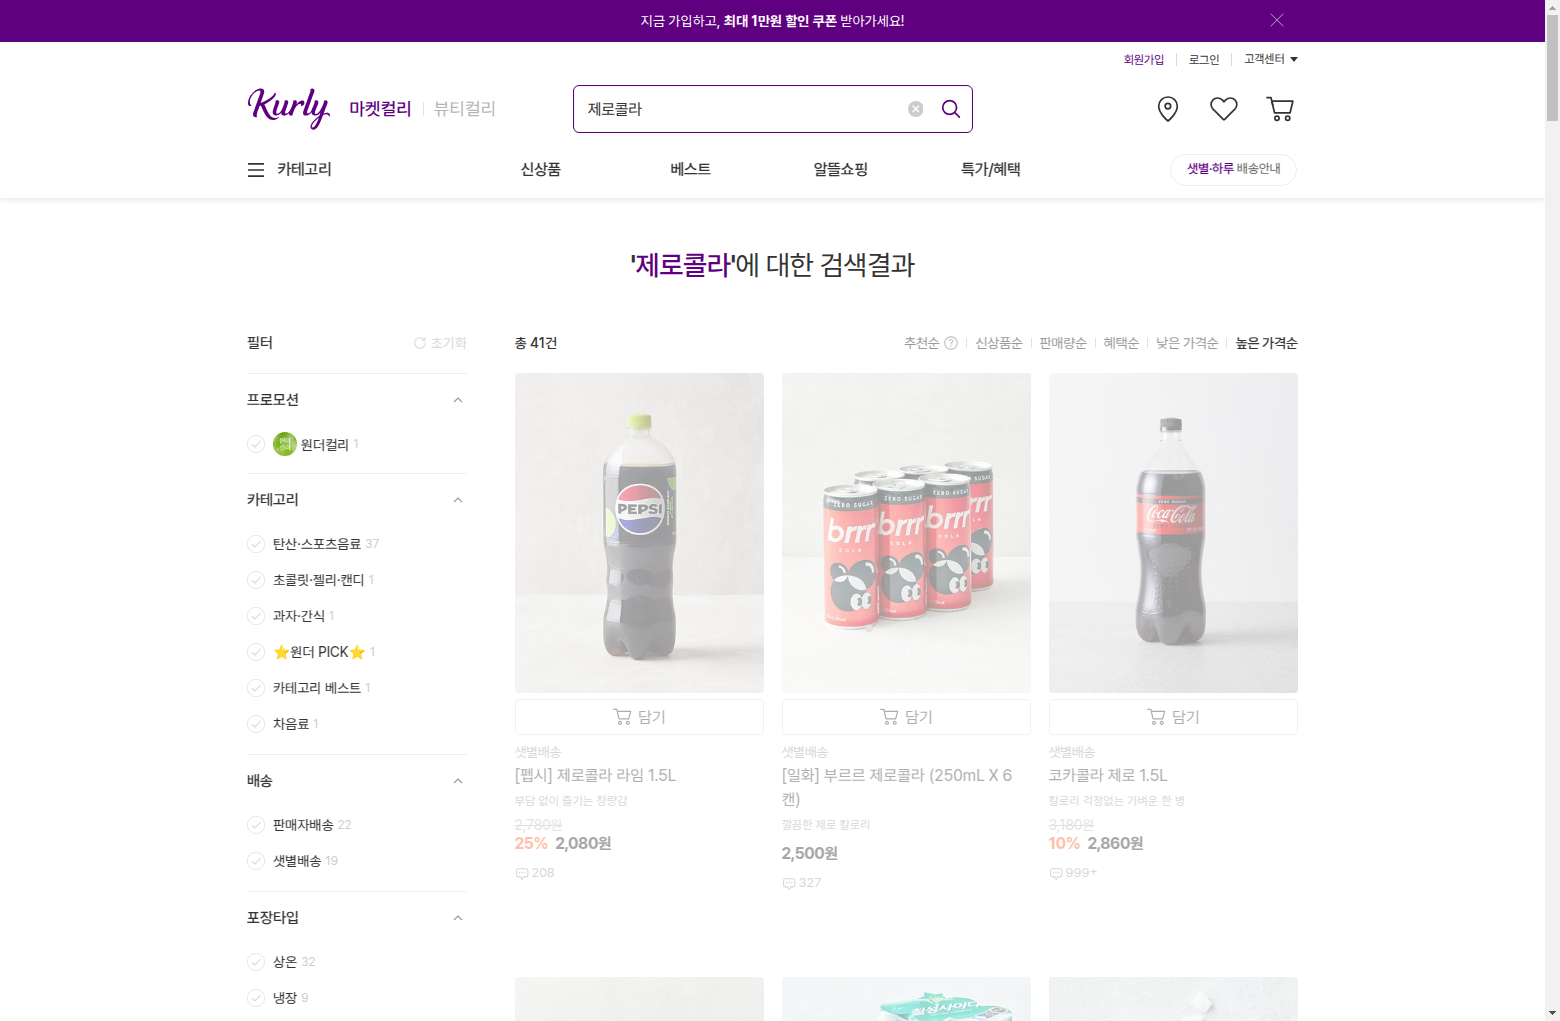 지금 가입하고, 최대 1만원 할인 쿠폰 받아가세요!
회원가입
로그인
고객센터
Kurly
마켓컬리
뷰티컬리
제로콜라
카테고리
신상품
베스트
알뜰쇼핑
특가/혜택
샛별·하루 배송안내
'제로콜라'에 대한 검색결과
필터
초기화
프로모션
원더컬리 1
카테고리
탄산·스포츠음료 37
초콜릿·젤리·캔디 1
과자·간식 1
⭐원더 PICK⭐ 1
카테고리 베스트 1
차음료 1
배송
판매자배송 22
샛별배송 19
포장타입
상온 32
냉장 9
총 41건
추천순
신상품순
판매량순
혜택순
낮은 가격순
높은 가격순
PEPSI
담기
샛별배송
[펩시] 제로콜라 라임 1.5L
부담 없이 즐기는 청량감
2,780원
25% 2,080원
208
ZERO SUGAR
ZERO SUGAR
ZERO SUGAR
brrr
brrr
brrr
COLA
담기
샛별배송
[일화] 부르르 제로콜라 (250mL X 6
캔)
깔끔한 제로 칼로리
2,500원
327
Coca-Cola
담기
샛별배송
코카콜라 제로 1.5L
칼로리 걱정없는 가벼운 한 병
3,180원
10% 2,860원
999+
칠성사이다